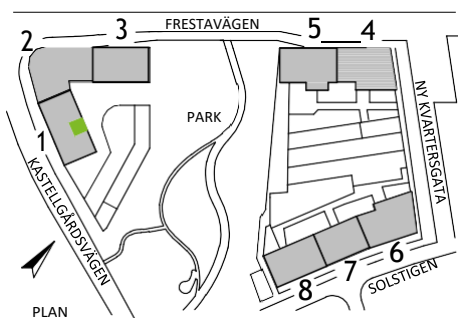 FRESTAVÄGEN
2
3
5
4
1
PARK
NY KVARTERSGATA
KASTELLGÅRDSVÄGEN
6
7
8
SOLSTIGEN
PLAN